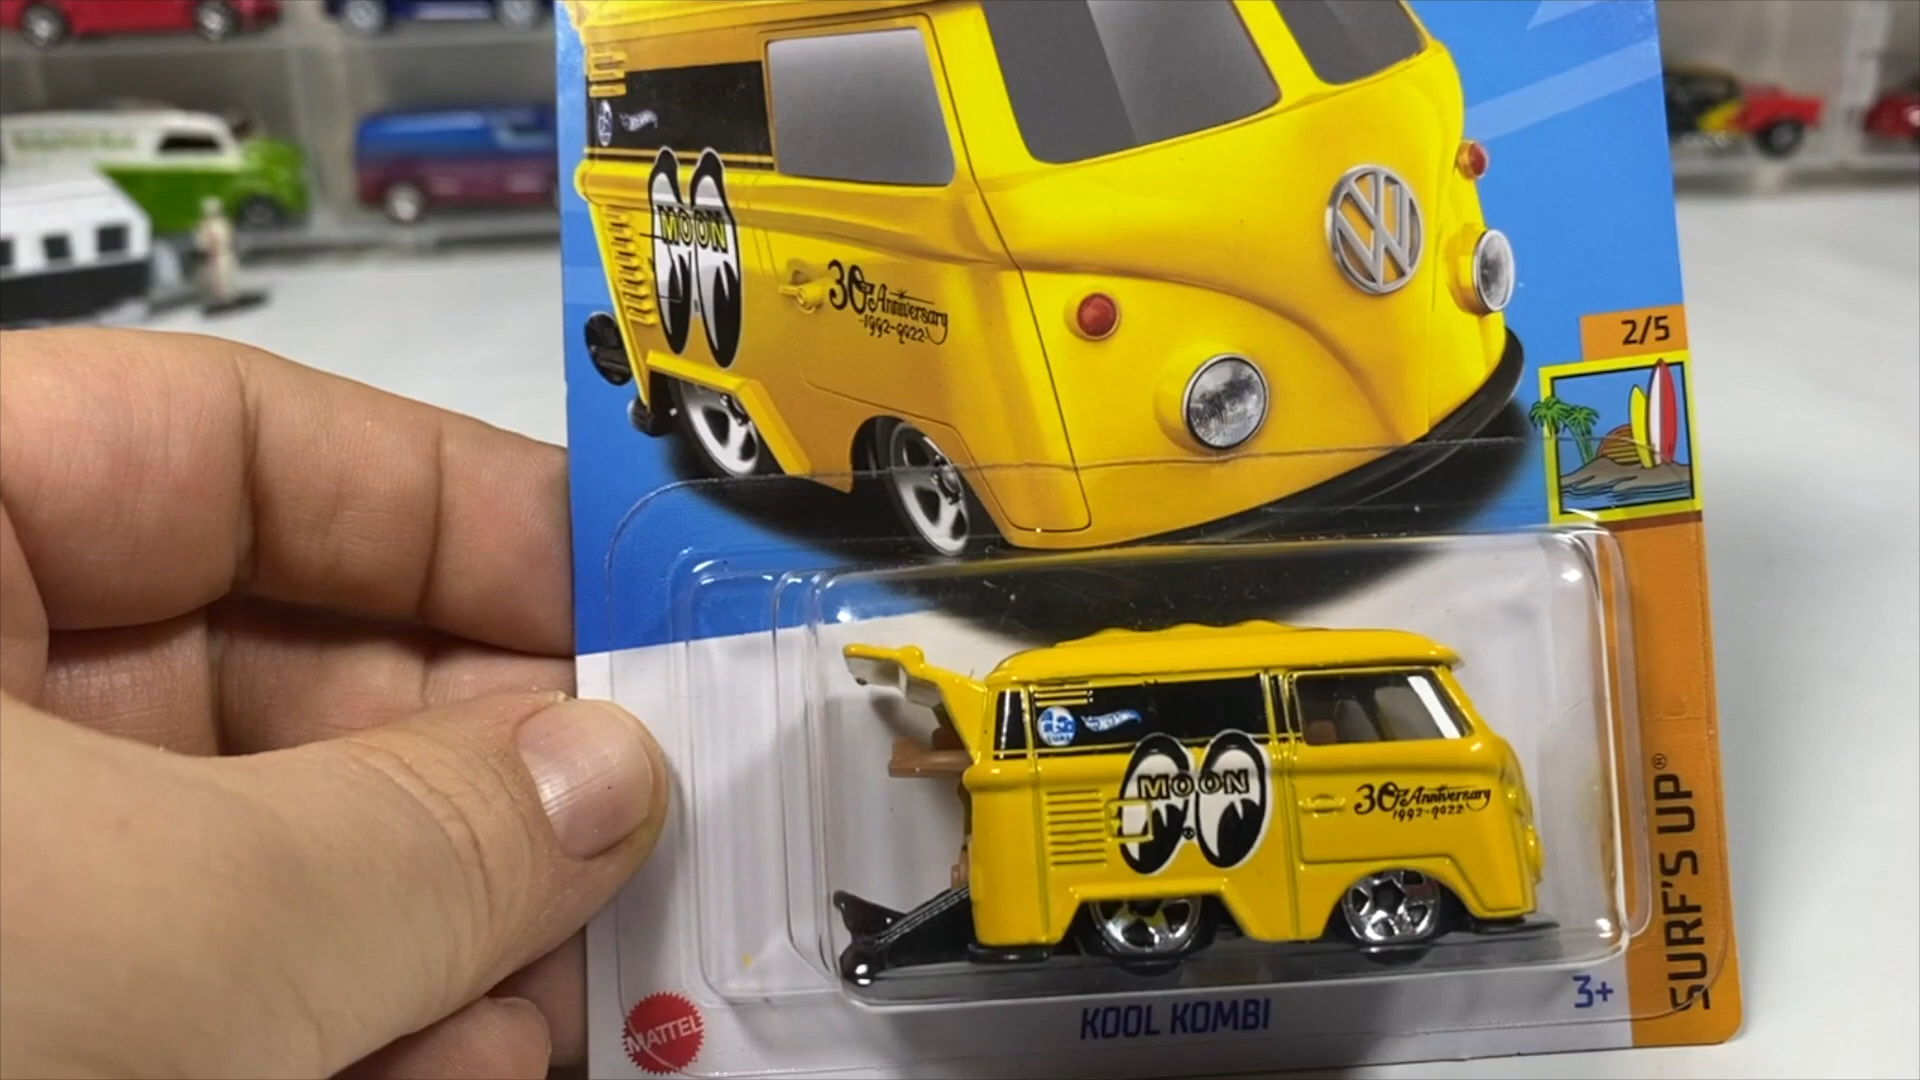 MOON
30th Anniversary
1992-2022
2/5
MOON
30th Anniversary
1992-2022
SURF'S UP®
3+
KOOL KOMBI
MATTEL